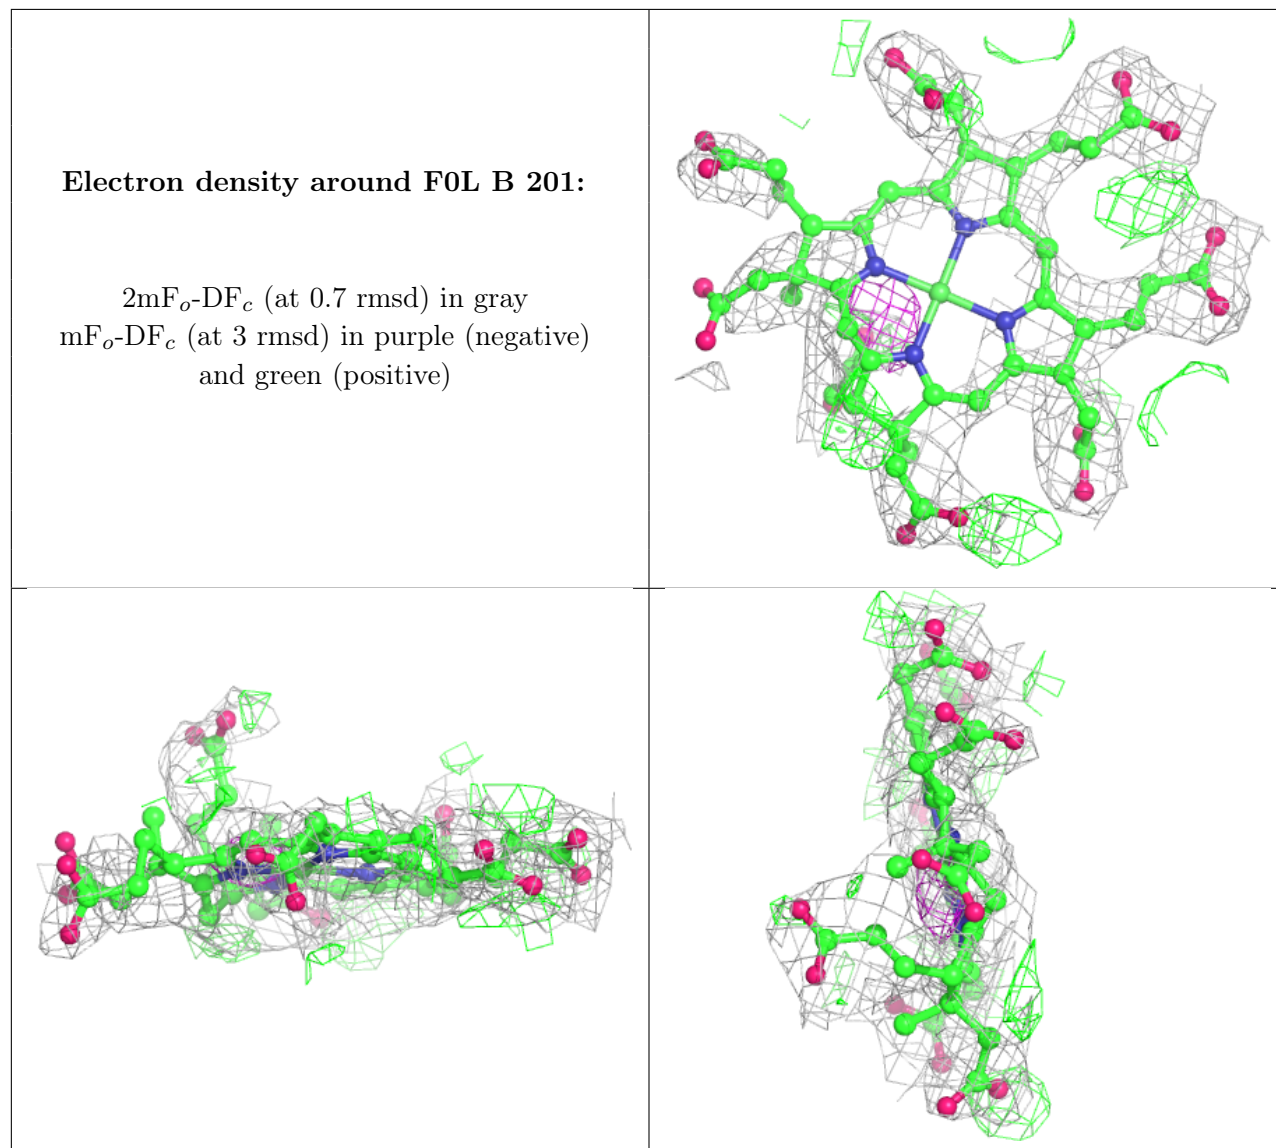 Electron density around F0L B 201:
2mFo-DFc (at 0.7 rmsd) in gray
mFo-DFc (at 3 rmsd) in purple (negative)
and green (positive)